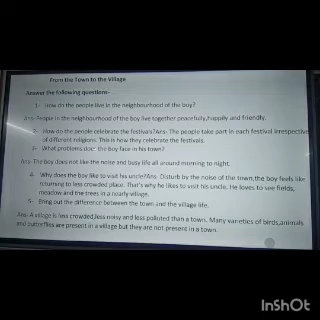 From the Town to the Village
Answer the following questions-
1- How do the people live in the neighbourhood of the boy?
Ans-People in the neighbourhood of the boy live together peacefully,happily and friendly.
2- How do the people celebrate the festivals?Ans- The people take part in each festival irrespective
of different religions. This is how they celebrate the festivals.
3- What problems does the boy face in his town?
Ans- The boy does not like the noise and busy life all around morning to night.
4- Why does the boy like to visit his uncle?Ans- Disturb by the noise of the town,the boy feels like
returning to less crowded place. That's why he likes to visit his uncle. He loves to see fields,
meadow and the trees in a nearly village.
5- Bring out the difference between the town and the village life.
Ans- A village is less crowded,less noisy and less polluted than a town. Many varieties of birds,animals
and butterflies are present in a village but they are not present in a town.
InShOt